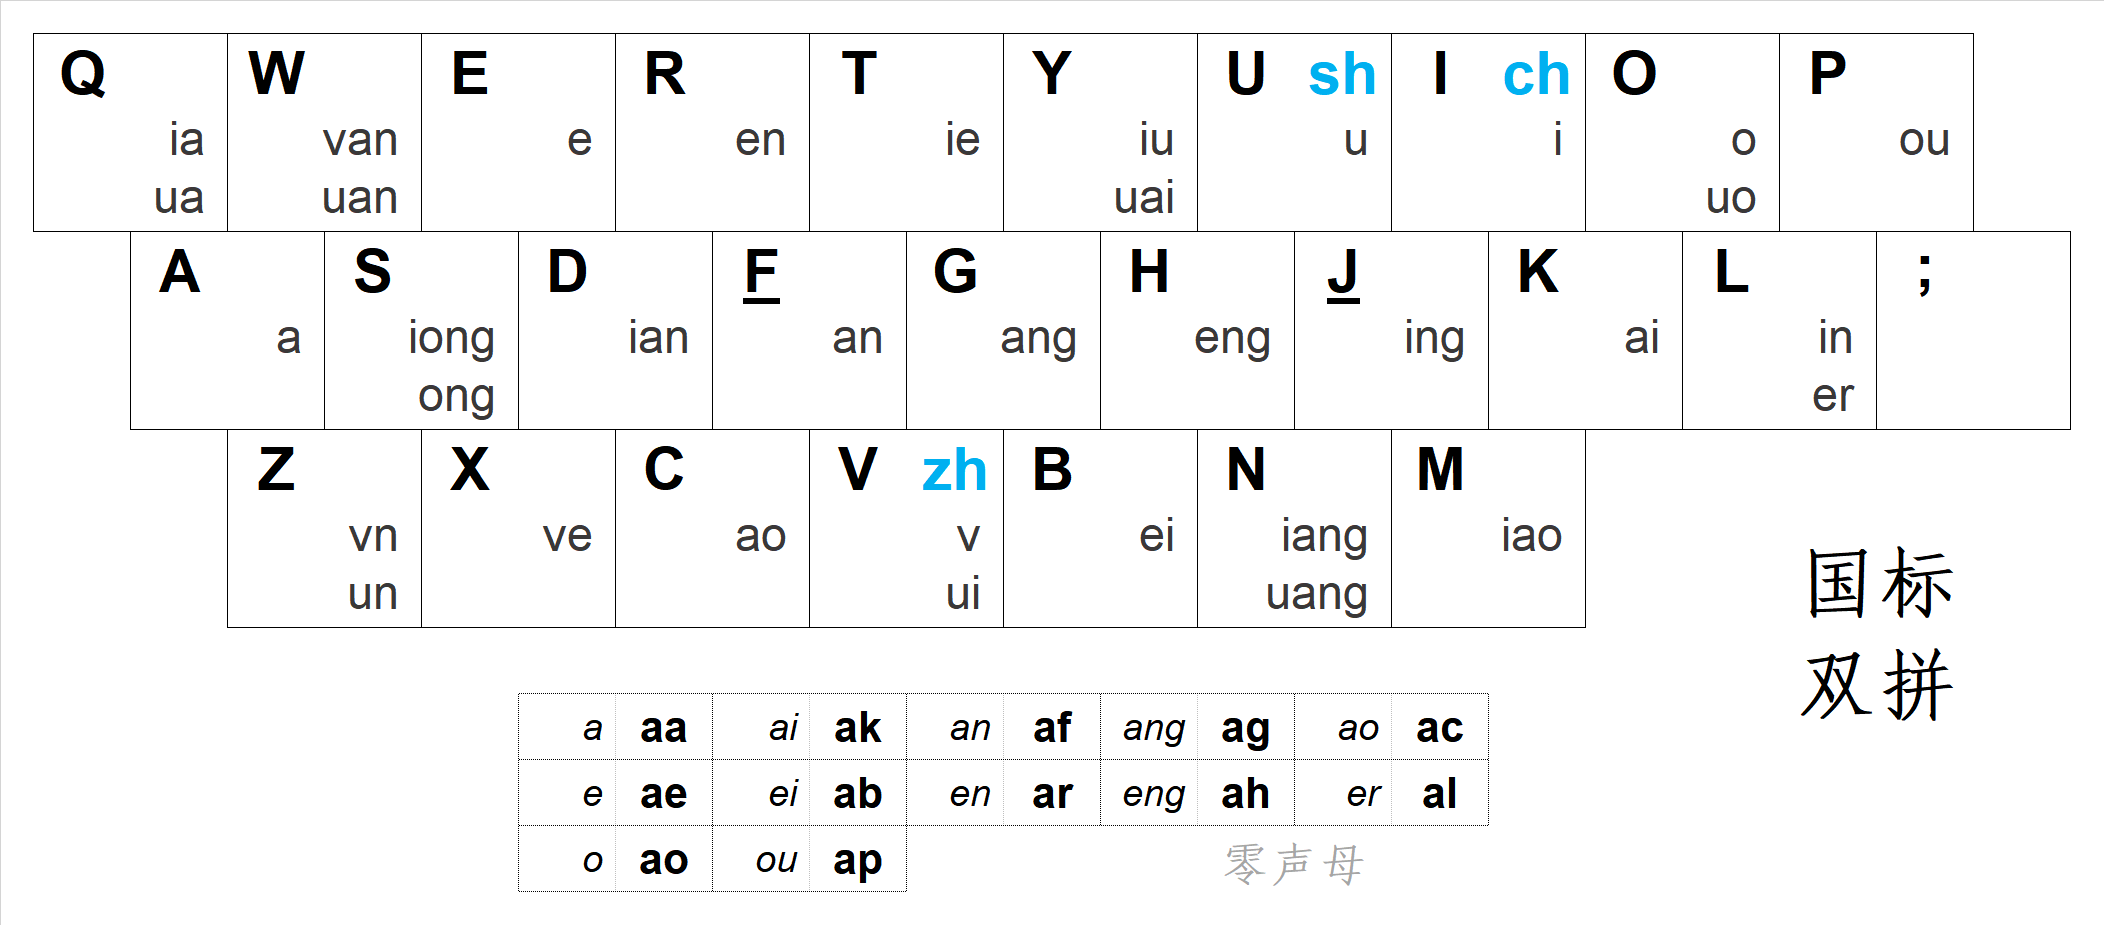 Q W E R T Y U sh I ch O P
ia van e en ie iu u i o ou
ua uan uai uo
A S D F G H J K L ;
a iong ian an ang eng ing ai in
ong er
Z X C V zh B N M
vn ve ao v ei iang iao
un ui uang
国标
双拼
a aa ai ak an af ang ag ao ac
e ae ei ab en ar eng ah er al
o ao ou ap
零声母